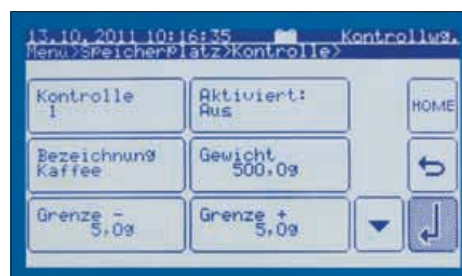 13.10.2011 10:16:35 Kontrollwg.
Menü>Speicherplatz>Kontrolle>
Kontrolle
1
Aktiviert:
Aus
HOME
Bezeichnung
Kaffee
Gewicht
500,0g
Grenze -
5,0g
Grenze +
5,0g